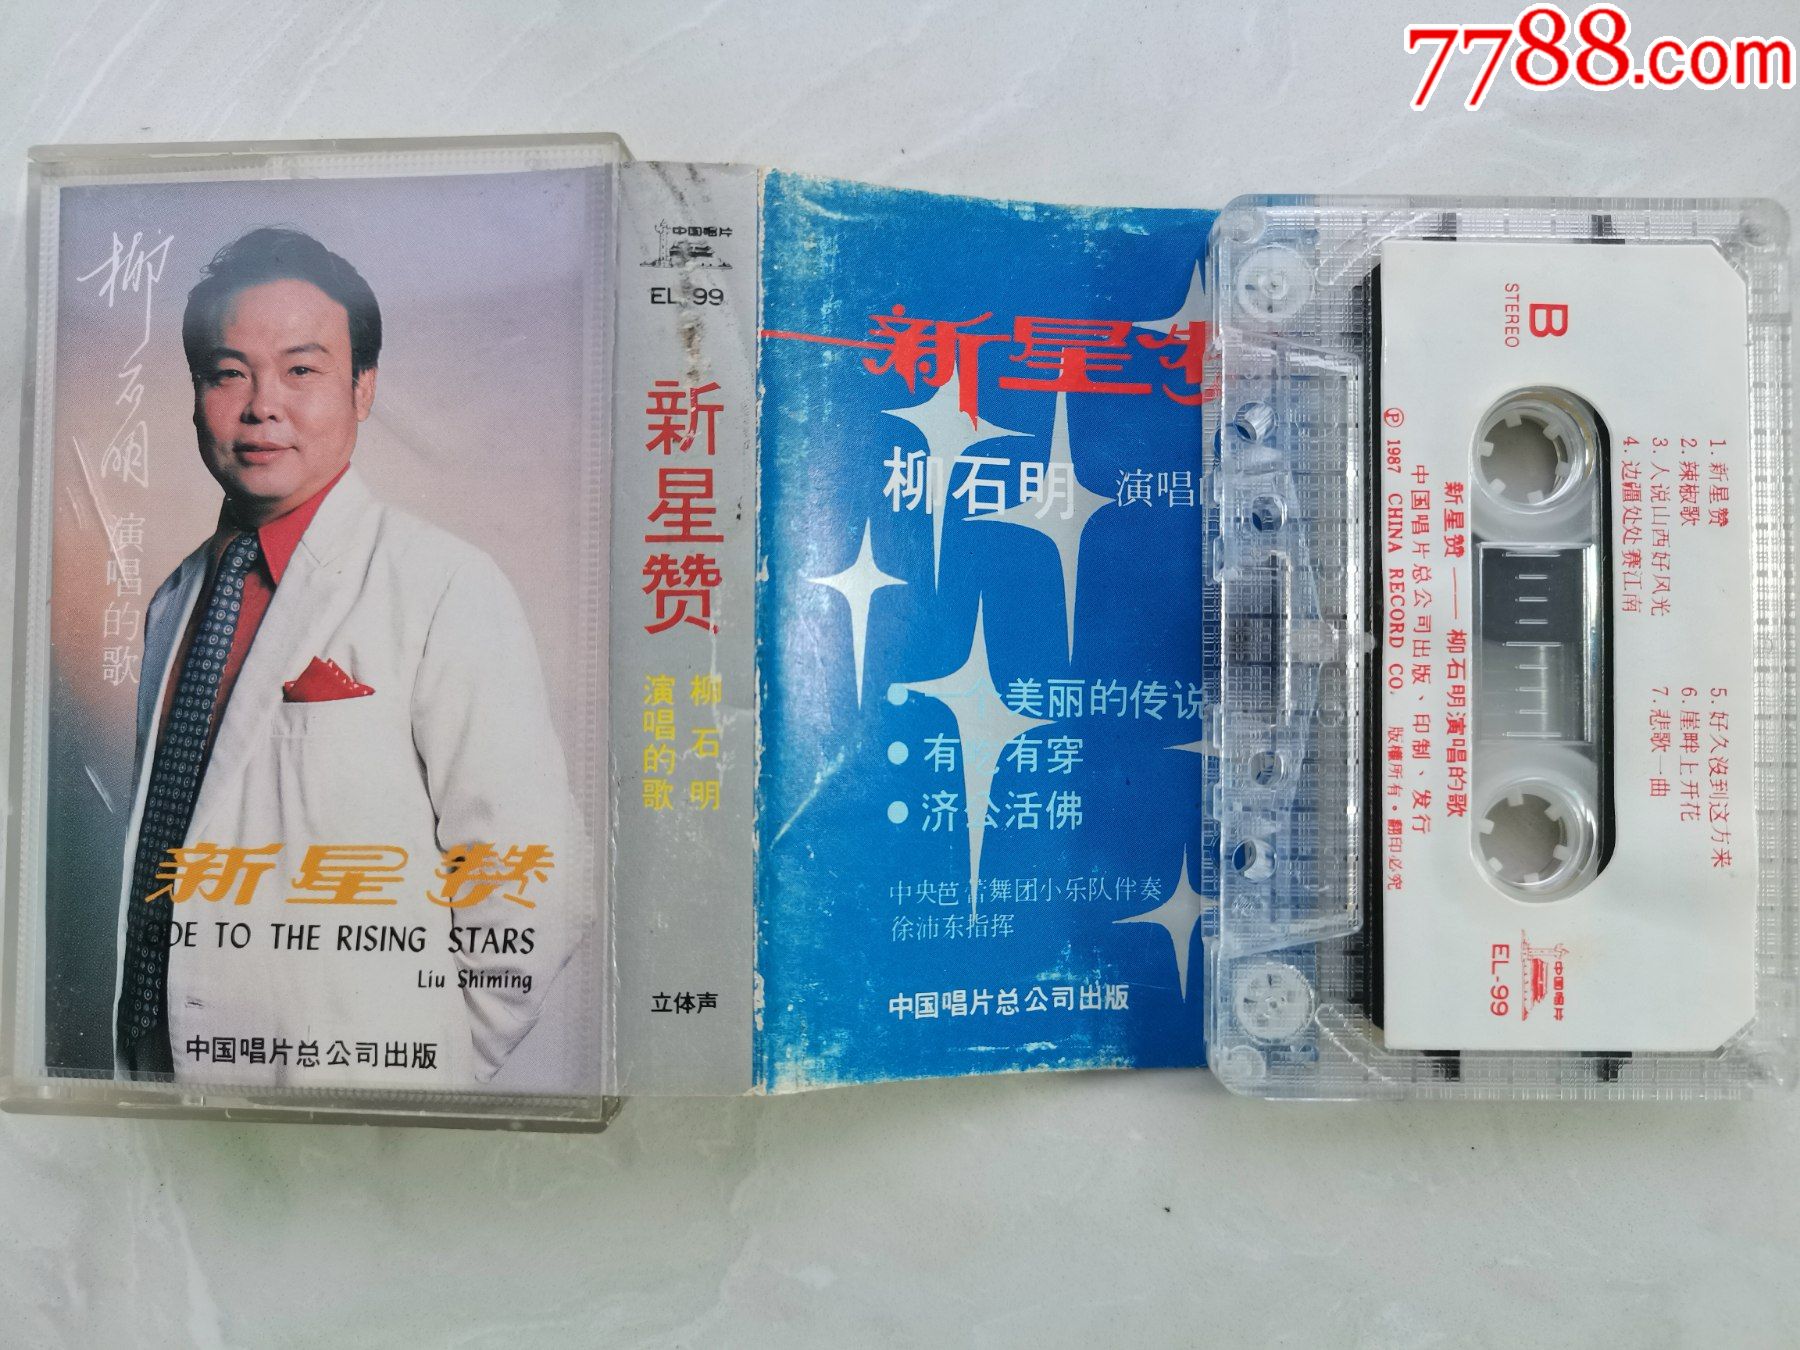 7788.com
柳石明
演唱的歌
新星赞
DE TO THE RISING STARS
Liu Shiming
中国唱片总公司出版
中国唱片
EL-99
新星赞
柳石明
演唱的歌
立体声
新星赞
柳石明 演唱
一个美丽的传说
有吃有穿
济公活佛
中央芭蕾舞团小乐队伴奏
徐沛东指挥
中国唱片总公司出版
B
STEREO
1. 新星赞
2. 辣椒歌
3. 人说山西好风光
4. 边疆处处赛江南
5. 好久沒到这方来
6. 崖畔上开花
7. 悲歌一曲
新星赞 —— 柳石明演唱的歌
中国唱片总公司出版、印制、发行
Ⓟ 1987 CHINA RECORD CO. 版權所有·翻印必究
中国唱片
EL-99